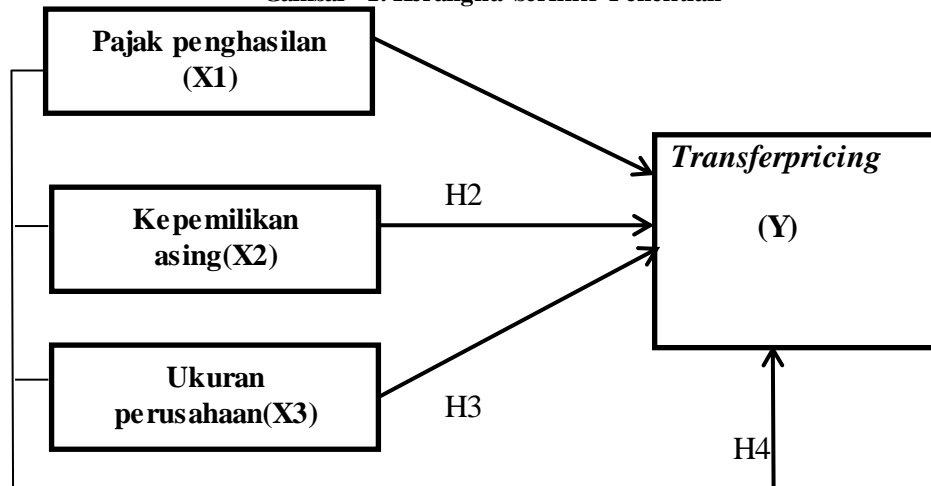 Pajak penghasilan
(X1)
Transferpricing
H2
Kepemilikan
asing(X2)
(Y)
Ukuran
perusahaan(X3)
H3
H4